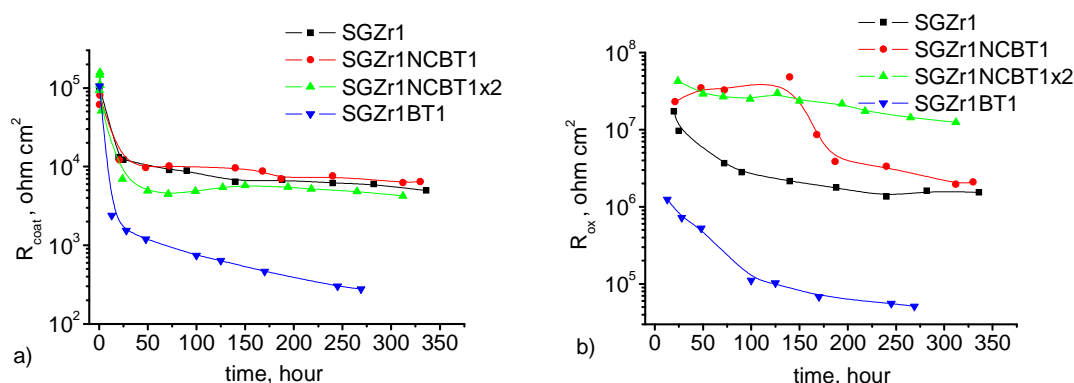 SGZr1
SGZr1NCBT1
SGZr1NCBT1x2
SGZr1BT1
10^5
10^4
10^3
10^2
R_coat, ohm cm^2
0 50 100 150 200 250 300 350
time, hour
a)
SGZr1
SGZr1NCBT1
SGZr1NCBT1x2
SGZr1BT1
10^8
10^7
10^6
10^5
R_ox, ohm cm^2
0 50 100 150 200 250 300 350
time, hour
b)